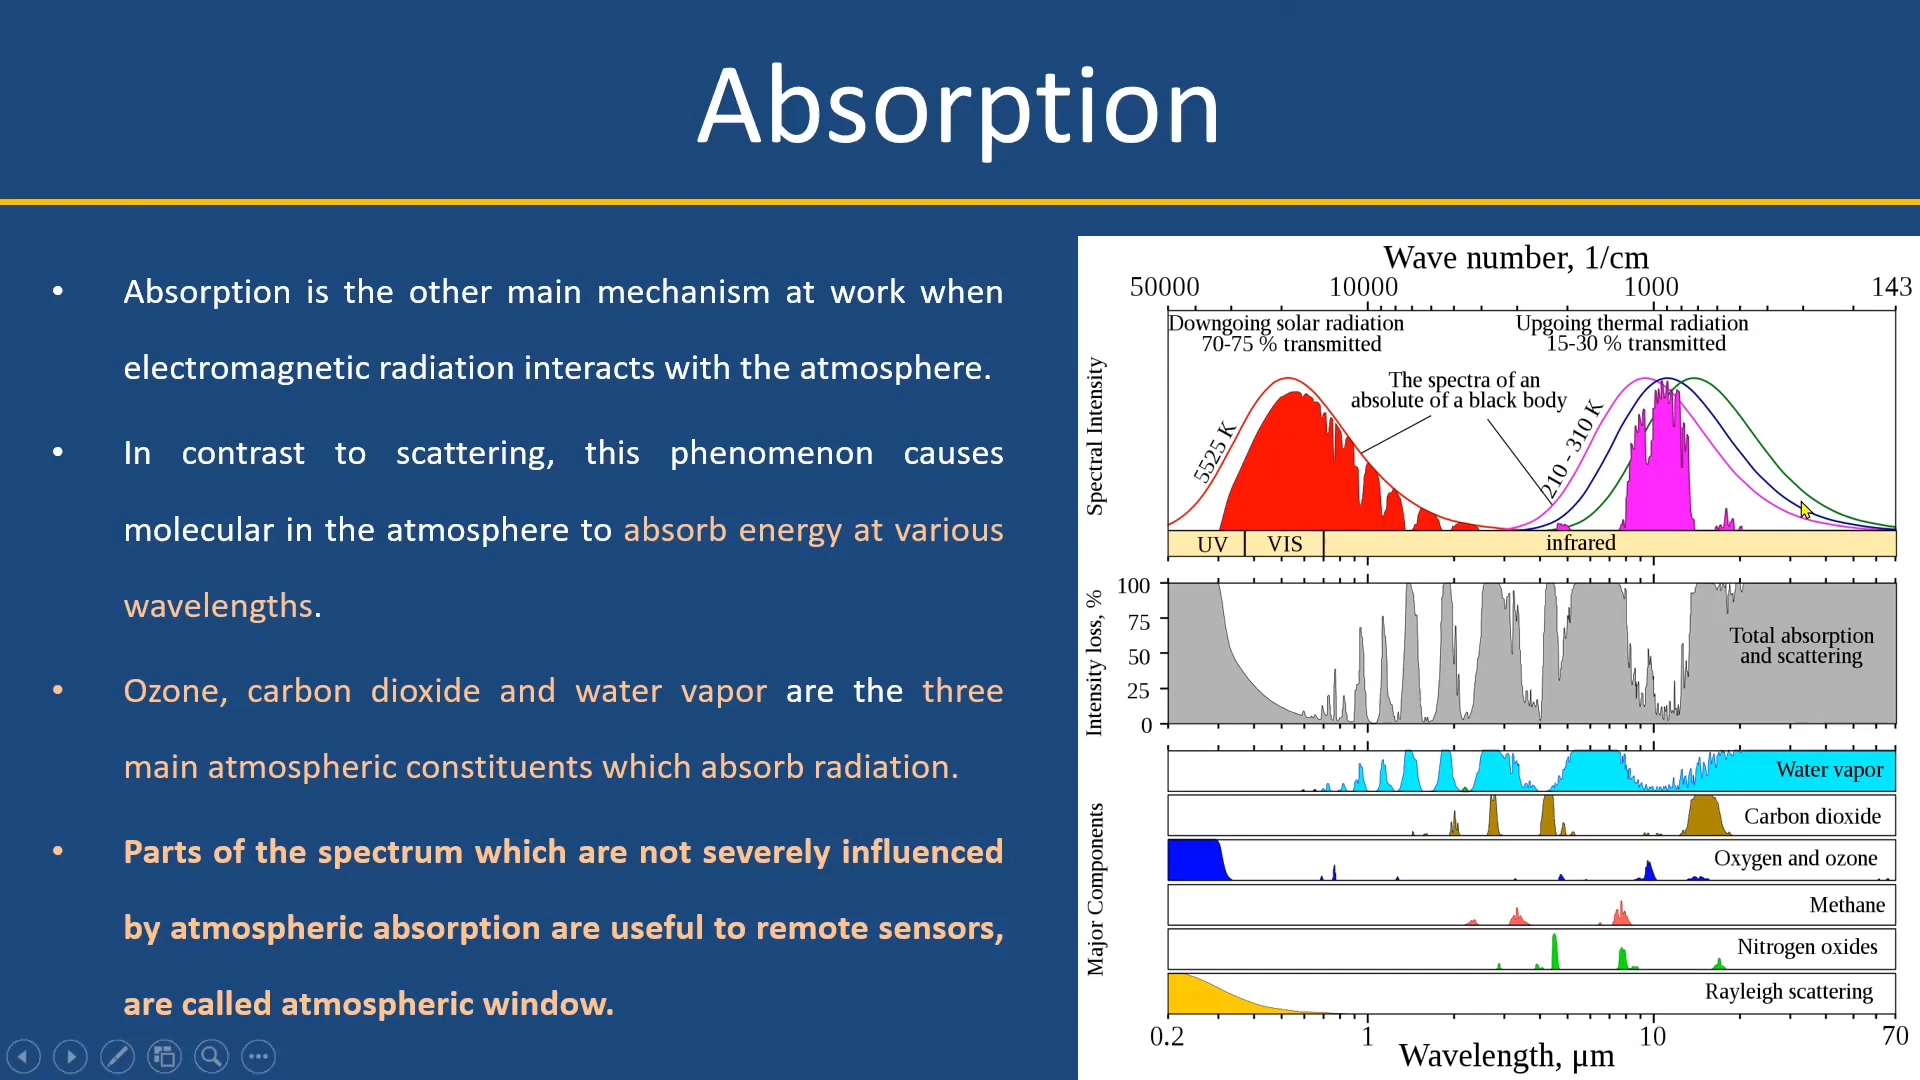 Absorption
• Absorption is the other main mechanism at work when
electromagnetic radiation interacts with the atmosphere.
• In contrast to scattering, this phenomenon causes
molecular in the atmosphere to absorb energy at various
wavelengths.
• Ozone, carbon dioxide and water vapor are the three
main atmospheric constituents which absorb radiation.
• Parts of the spectrum which are not severely influenced
by atmospheric absorption are useful to remote sensors,
are called atmospheric window.
Wave number, 1/cm
50000 10000 1000 143
Downgoing solar radiation
70-75 % transmitted
Upgoing thermal radiation
15-30 % transmitted
The spectra of an
absolute of a black body
5525 K
210 - 310 K
Spectral Intensity
UV VIS infrared
Intensity loss, %
100
75
50
25
0
Total absorption
and scattering
Major Components
Water vapor
Carbon dioxide
Oxygen and ozone
Methane
Nitrogen oxides
Rayleigh scattering
0.2 1 10 70
Wavelength, μm